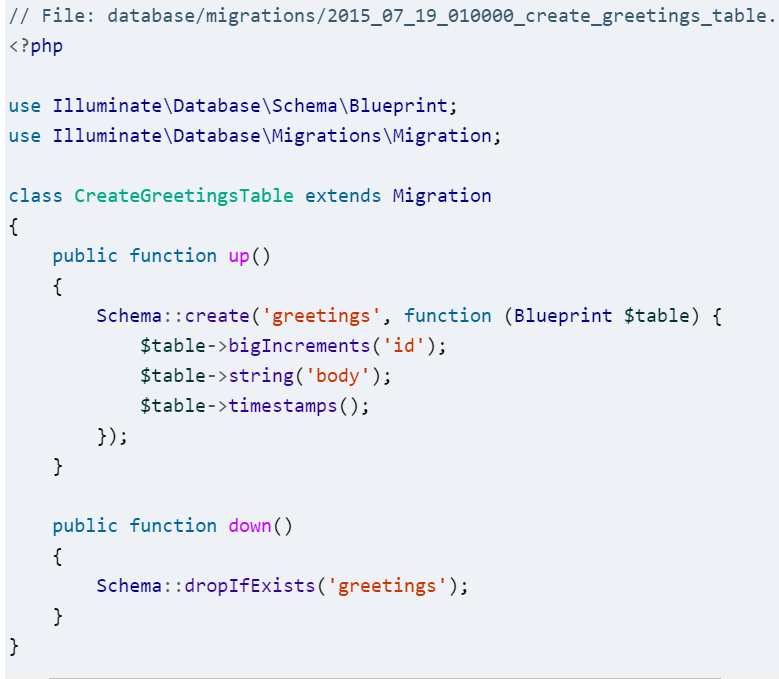 // File: database/migrations/2015_07_19_010000_create_greetings_table.
<?php

use Illuminate\Database\Schema\Blueprint;
use Illuminate\Database\Migrations\Migration;

class CreateGreetingsTable extends Migration
{
    public function up()
    {
        Schema::create('greetings', function (Blueprint $table) {
            $table->bigIncrements('id');
            $table->string('body');
            $table->timestamps();
        });
    }

    public function down()
    {
        Schema::dropIfExists('greetings');
    }
}